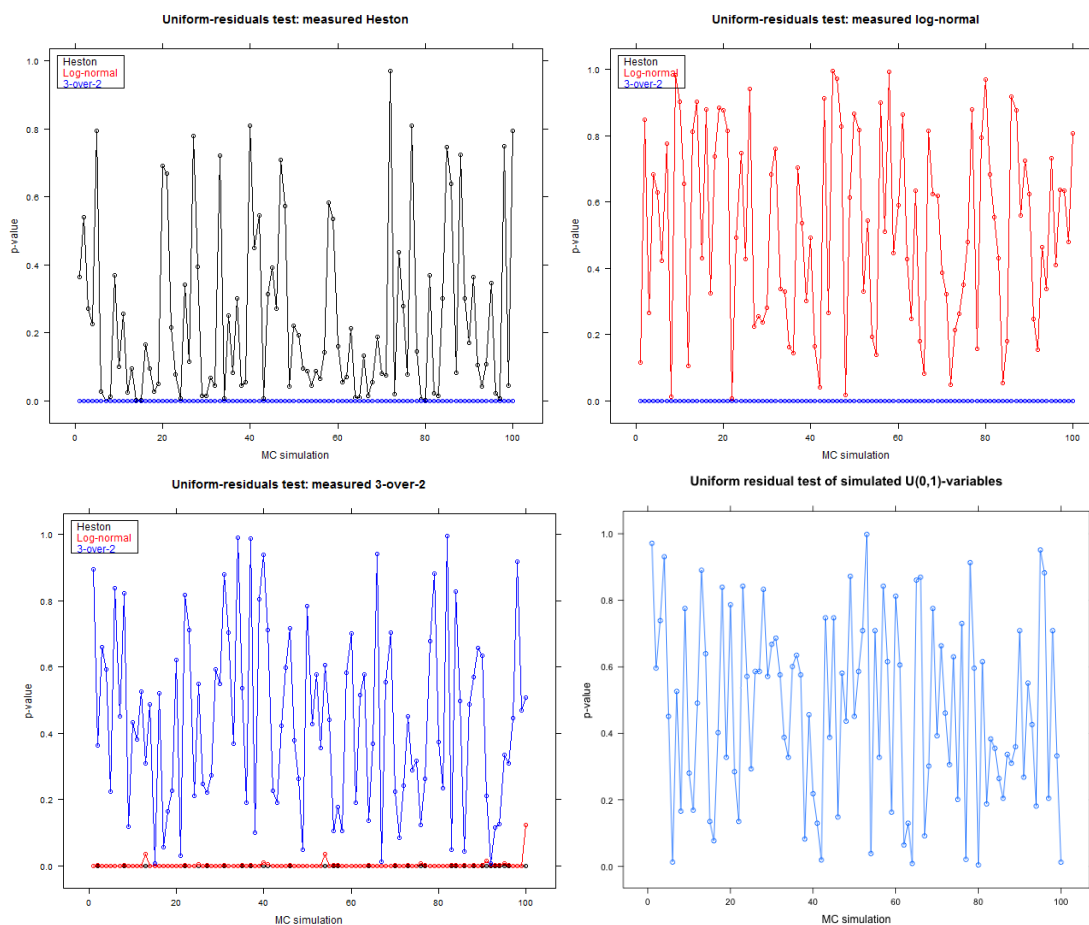 Uniform-residuals test: measured Heston
Heston
Log-normal
3-over-2
p-value
1.0
0.8
0.6
0.4
0.2
0.0
0
20
40
60
80
100
MC simulation
Uniform-residuals test: measured log-normal
Heston
Log-normal
3-over-2
p-value
1.0
0.8
0.6
0.4
0.2
0.0
0
20
40
60
80
100
MC simulation
Uniform-residuals test: measured 3-over-2
Heston
Log-normal
3-over-2
p-value
1.0
0.8
0.6
0.4
0.2
0.0
0
20
40
60
80
100
MC simulation
Uniform residual test of simulated U(0,1)-variables
p-value
1.0
0.8
0.6
0.4
0.2
0.0
0
20
40
60
80
100
MC simulation